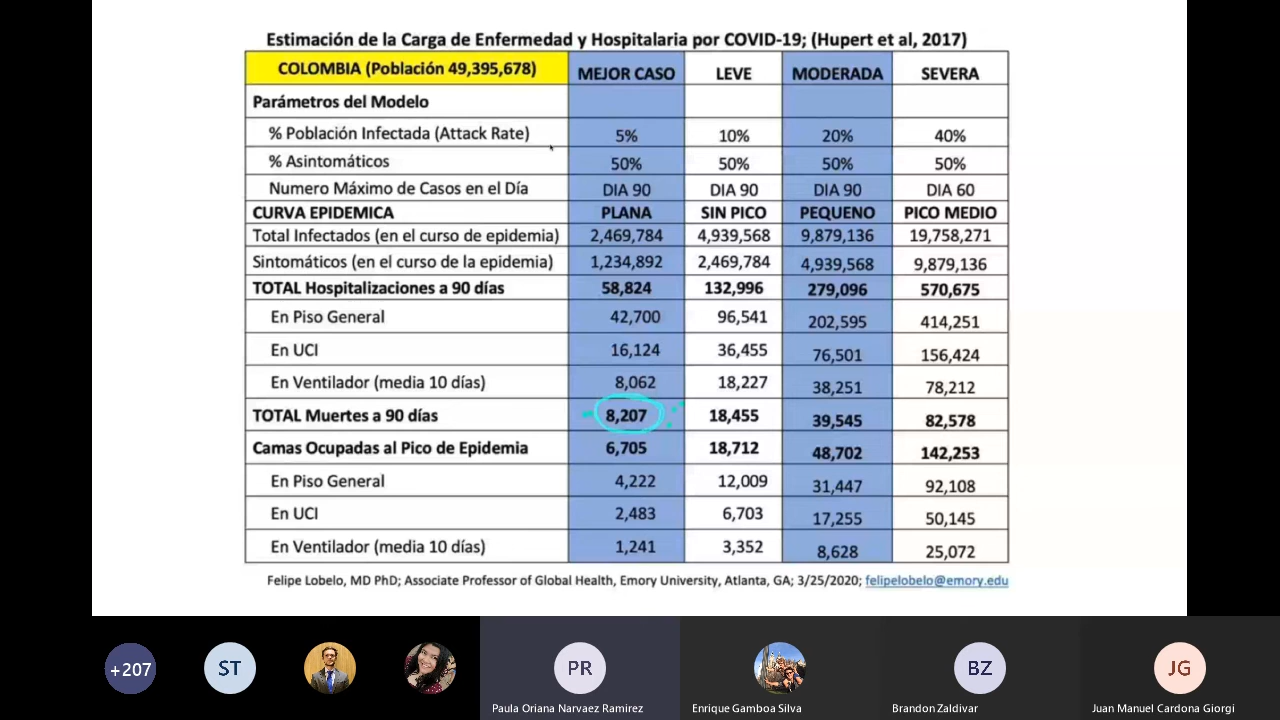 Estimación de la Carga de Enfermedad y Hospitalaria por COVID-19; (Hupert et al, 2017)
COLOMBIA (Población 49,395,678) MEJOR CASO LEVE MODERADA SEVERA
Parámetros del Modelo
% Población Infectada (Attack Rate) 5% 10% 20% 40%
% Asintomáticos 50% 50% 50% 50%
Numero Máximo de Casos en el Día DIA 90 DIA 90 DIA 90 DIA 60
CURVA EPIDEMICA PLANA SIN PICO PEQUENO PICO MEDIO
Total Infectados (en el curso de epidemia) 2,469,784 4,939,568 9,879,136 19,758,271
Sintomáticos (en el curso de la epidemia) 1,234,892 2,469,784 4,939,568 9,879,136
TOTAL Hospitalizaciones a 90 días 58,824 132,996 279,096 570,675
En Piso General 42,700 96,541 202,595 414,251
En UCI 16,124 36,455 76,501 156,424
En Ventilador (media 10 días) 8,062 18,227 38,251 78,212
TOTAL Muertes a 90 días 8,207 18,455 39,545 82,578
Camas Ocupadas al Pico de Epidemia 6,705 18,712 48,702 142,253
En Piso General 4,222 12,009 31,447 92,108
En UCI 2,483 6,703 17,255 50,145
En Ventilador (media 10 días) 1,241 3,352 8,628 25,072
Felipe Lobelo, MD PhD; Associate Professor of Global Health, Emory University, Atlanta, GA; 3/25/2020; felipelobelo@emory.edu
+207 ST PR BZ JG
Paula Oriana Narvaez Ramirez Enrique Gamboa Silva Brandon Zaldivar Juan Manuel Cardona Giorgi